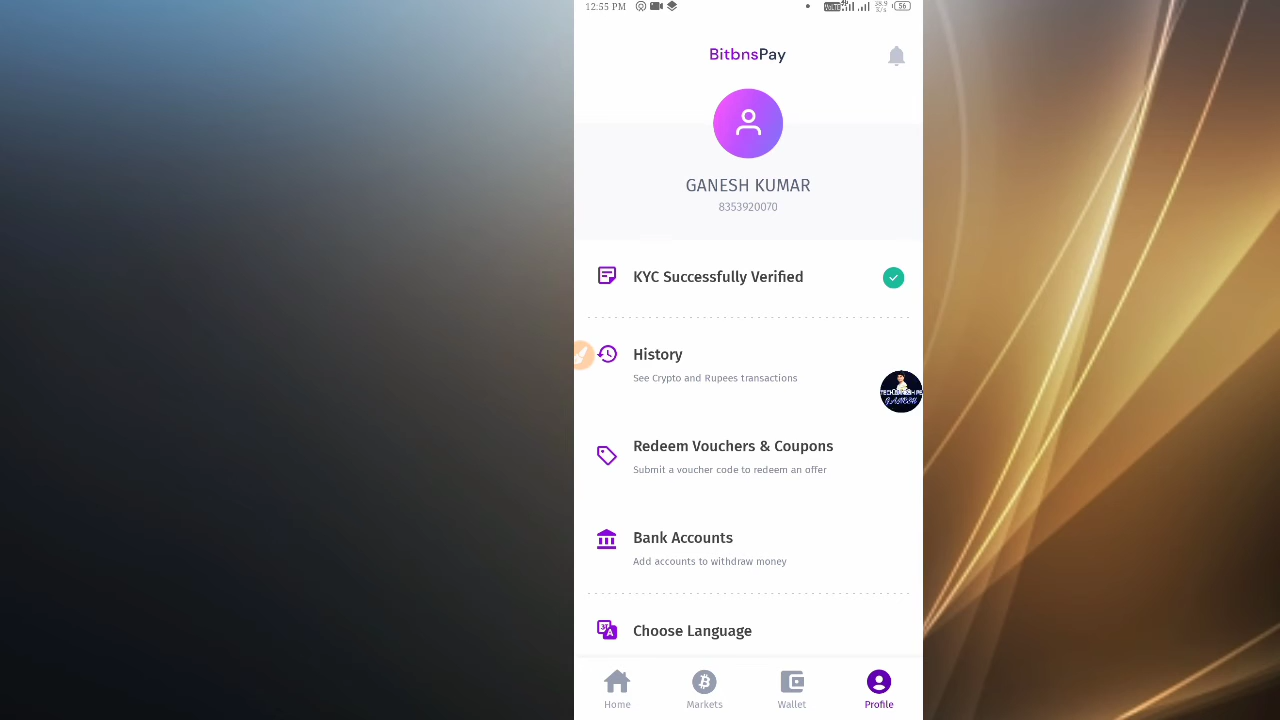 12:55 PM
56
BitbnsPay
GANESH KUMAR
8353920070
KYC Successfully Verified
History
See Crypto and Rupees transactions
Redeem Vouchers & Coupons
Submit a voucher code to redeem an offer
Bank Accounts
Add accounts to withdraw money
Choose Language
Home
Markets
Wallet
Profile